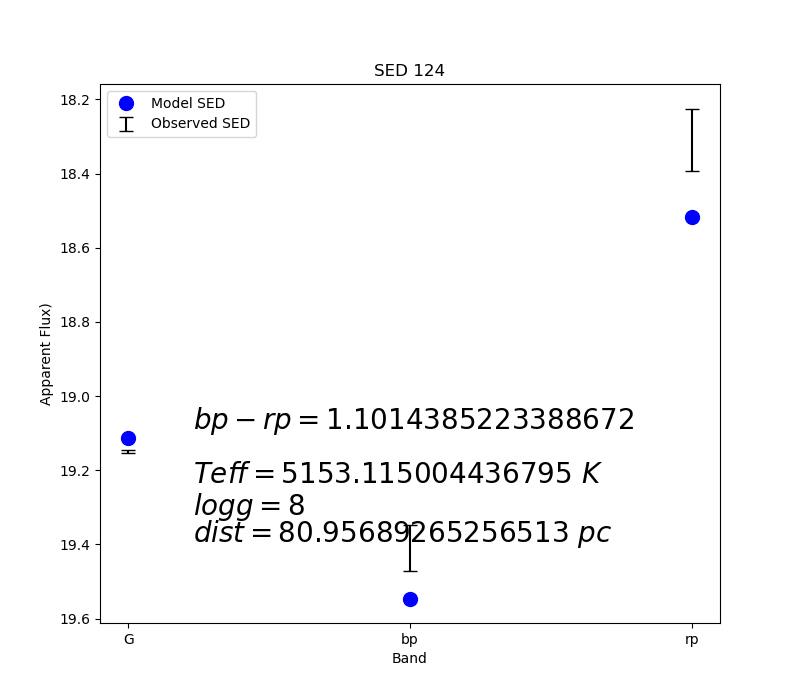 SED 124
Model SED
Observed SED
18.2
18.4
18.6
18.8
19.0
19.2
19.4
19.6
Apparent Flux)
bp − rp = 1.1014385223388672
Teff = 5153.115004436795 K
logg = 8
dist = 80.95689265256513 pc
G bp rp
Band